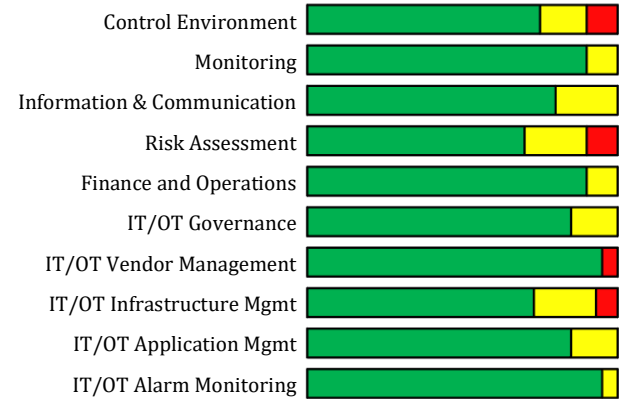 Control Environment
Monitoring
Information & Communication
Risk Assessment
Finance and Operations
IT/OT Governance
IT/OT Vendor Management
IT/OT Infrastructure Mgmt
IT/OT Application Mgmt
IT/OT Alarm Monitoring